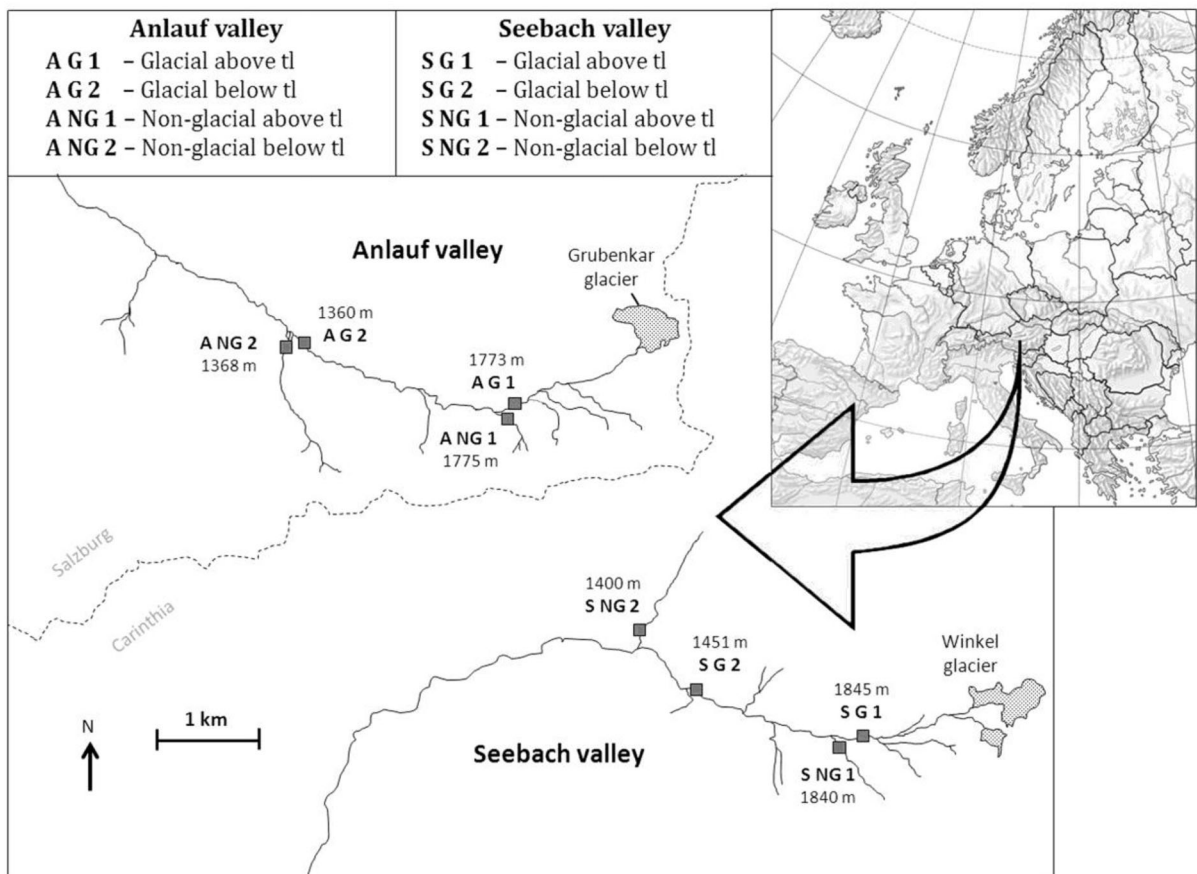 Anlauf valley
A G 1 – Glacial above tl
A G 2 – Glacial below tl
A NG 1 – Non-glacial above tl
A NG 2 – Non-glacial below tl
Seebach valley
S G 1 – Glacial above tl
S G 2 – Glacial below tl
S NG 1 – Non-glacial above tl
S NG 2 – Non-glacial below tl
Anlauf valley
Grubenkar
glacier
1360 m
A G 2
A NG 2
1368 m
1773 m
A G 1
A NG 1
1775 m
Salzburg
Carinthia
1400 m
S NG 2
1451 m
S G 2
Winkel
glacier
1845 m
S G 1
S NG 1
1840 m
N
1 km
Seebach valley